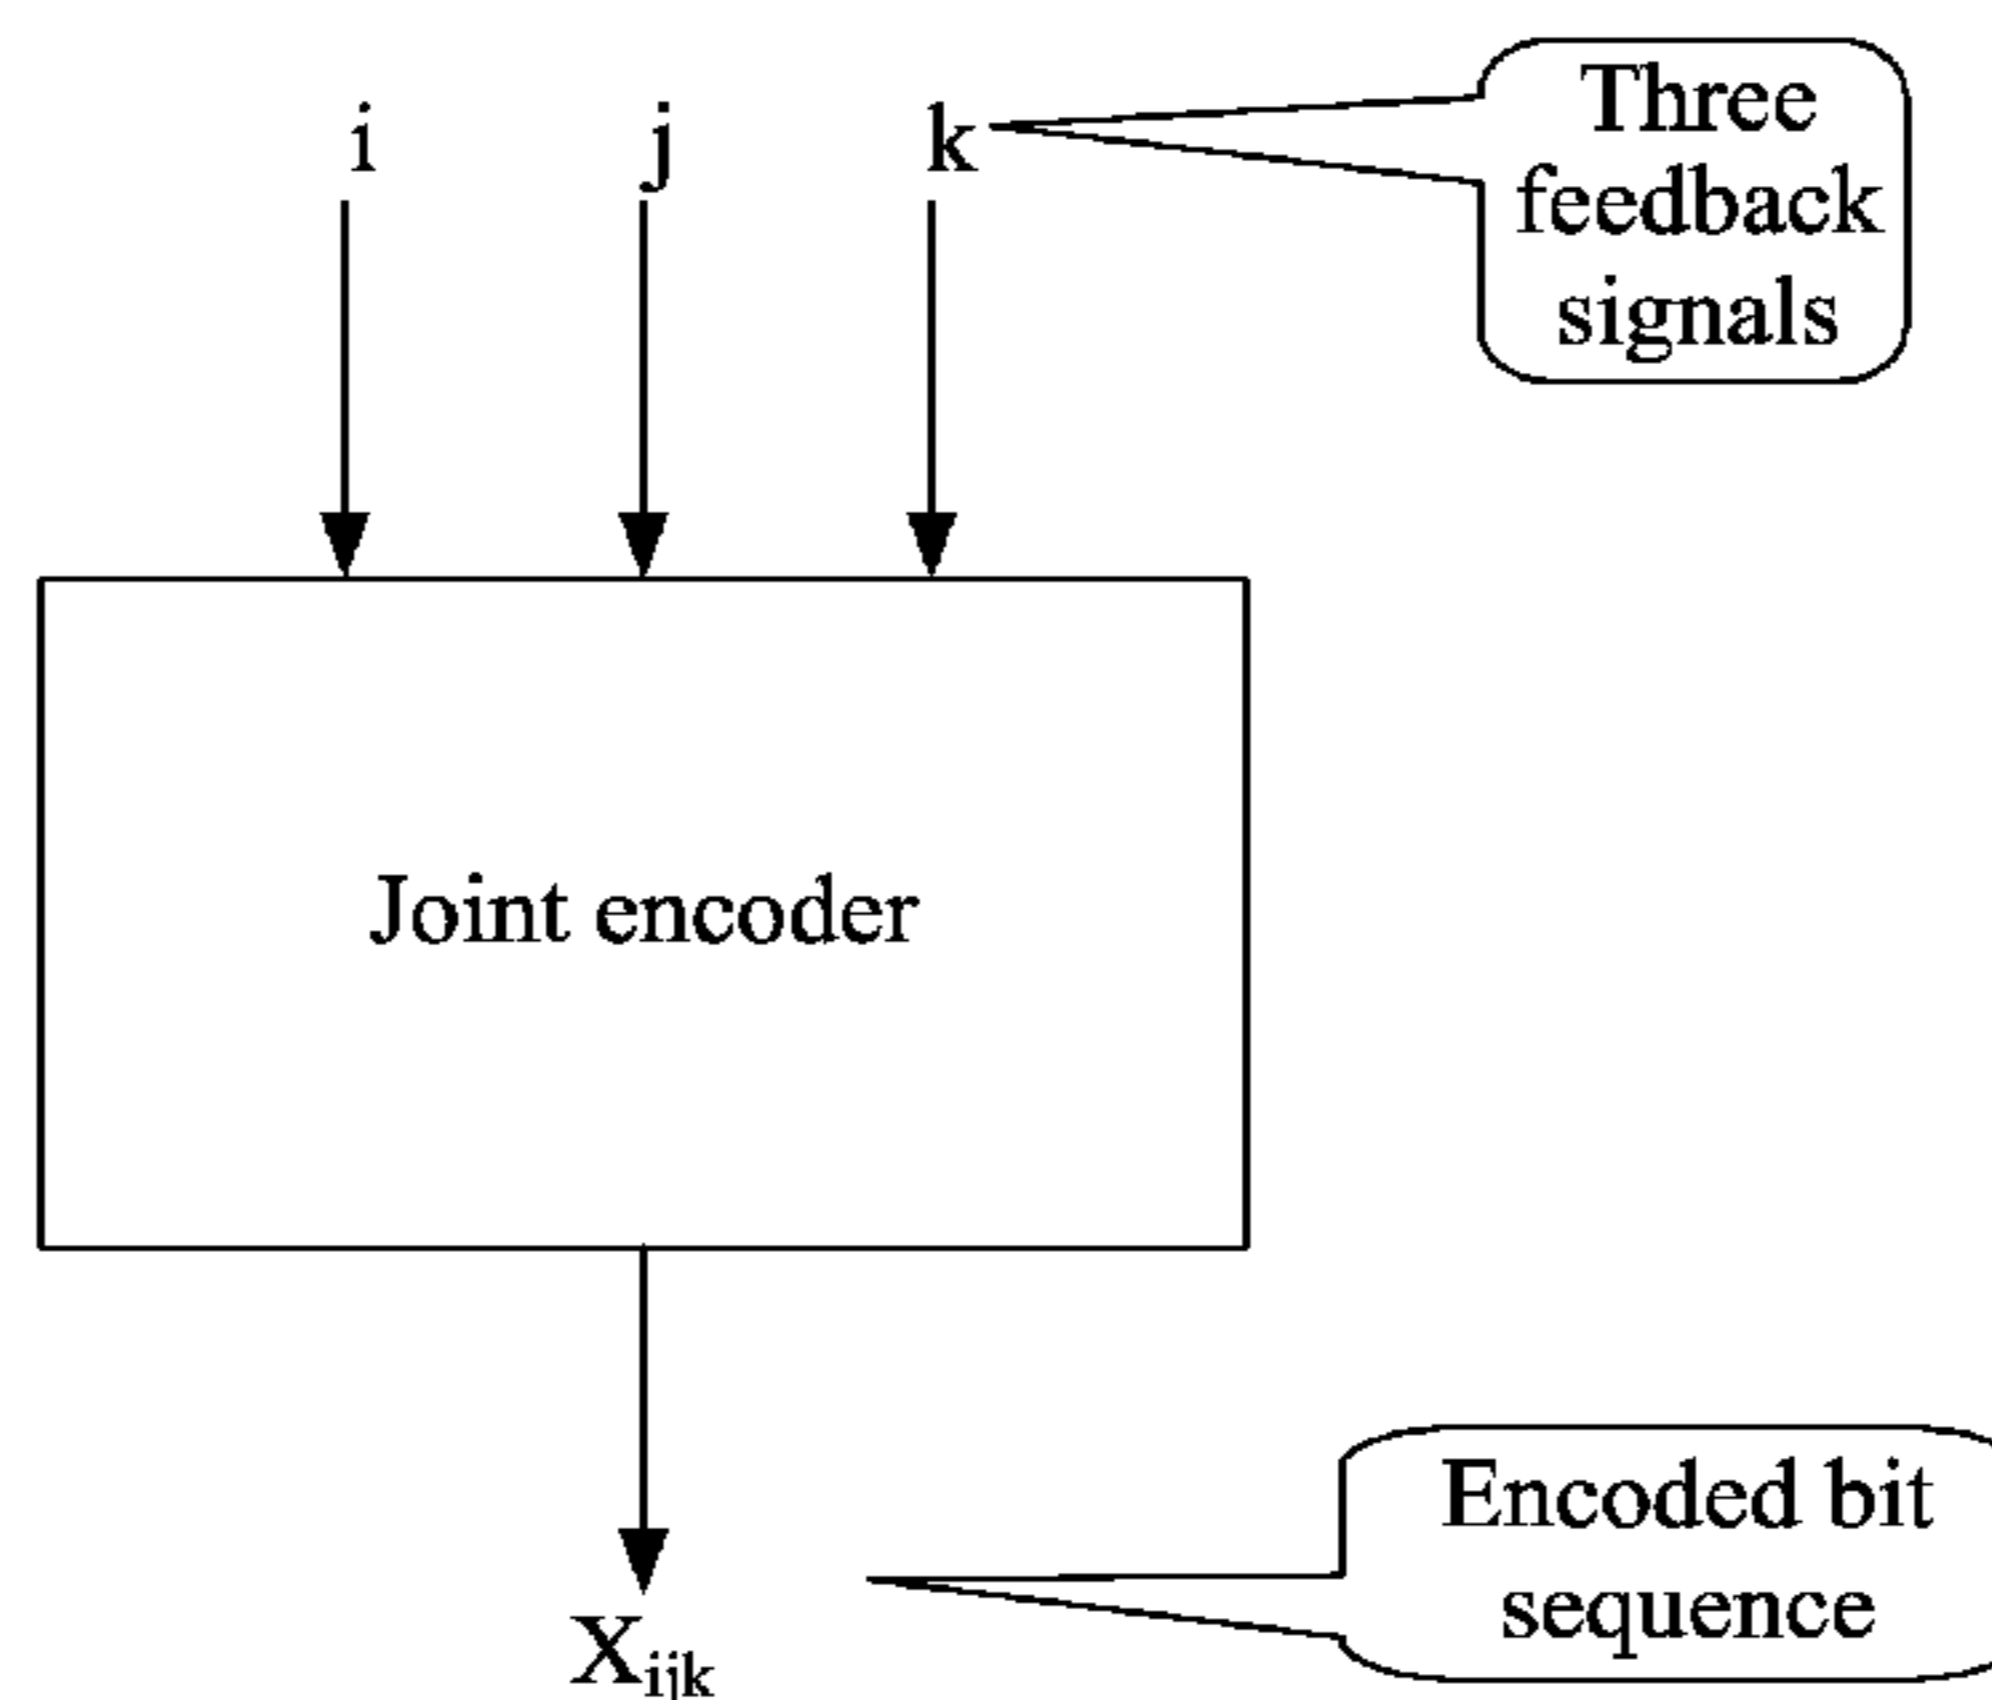 i j k
Three
feedback
signals
Joint encoder
Encoded bit
sequence
Xijk